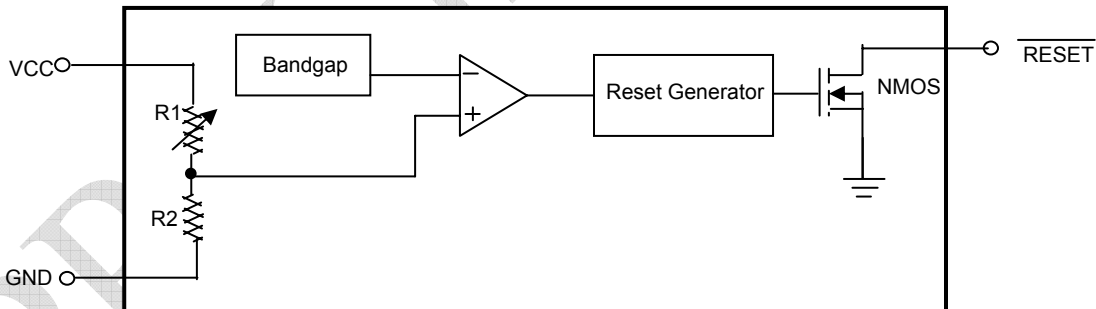 VCC
R1
R2
GND
Bandgap
−
+
Reset Generator
NMOS
RESET